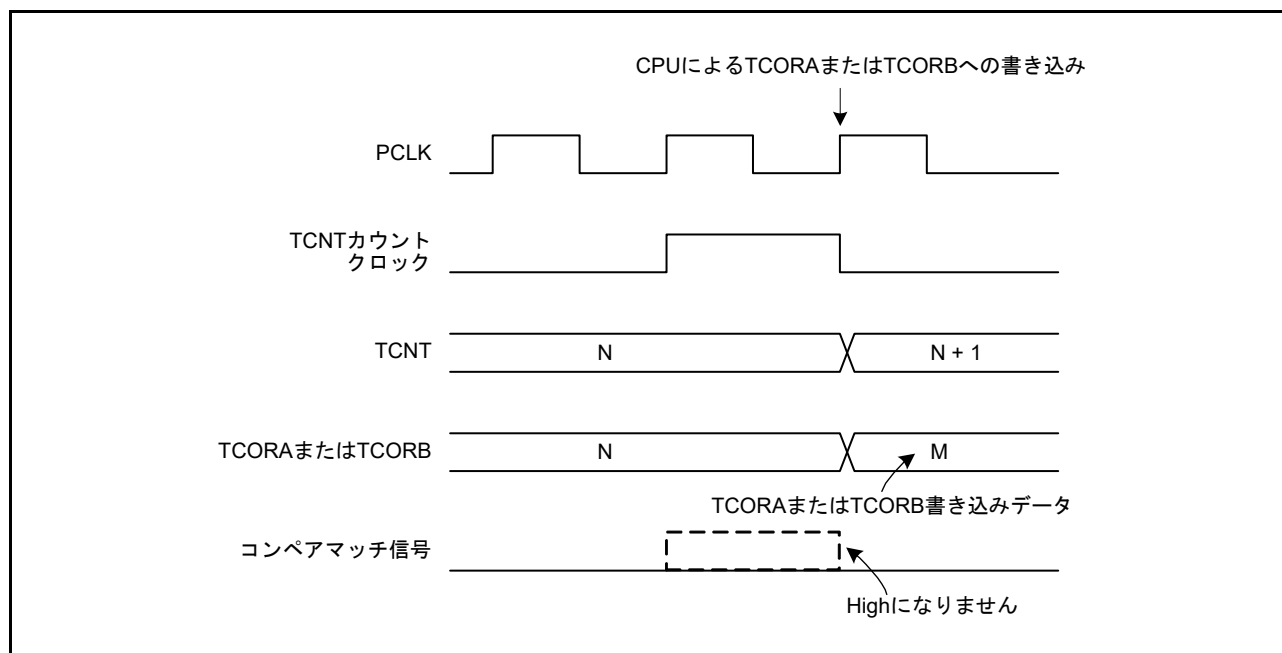 CPUによるTCORAまたはTCORBへの書き込み
PCLK
TCNTカウント
クロック
TCNT
N
N + 1
TCORAまたはTCORB
N
M
TCORAまたはTCORB書き込みデータ
コンペアマッチ信号
Highになりません